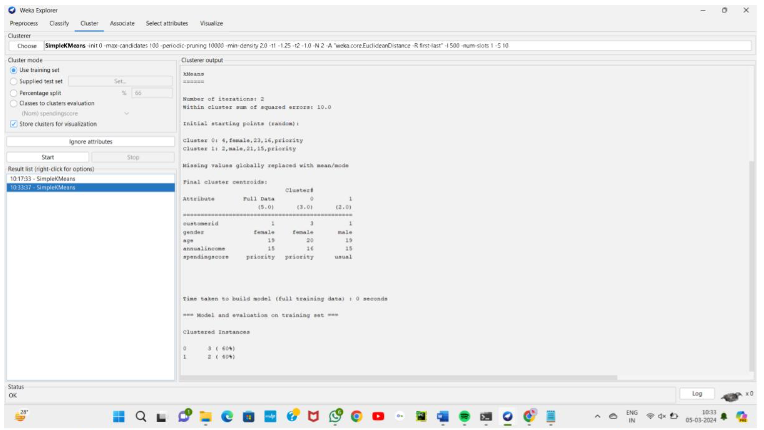 Weka Explorer
Preprocess Classify Cluster Associate Select attributes Visualize
Clusterer
Choose SimpleKMeans -init 0 -max-candidates 100 -periodic-pruning 10000 -min-density 2.0 -t1 -1.25 -t2 -1.0 -N 2 -A "weka.core.EuclideanDistance -R first-last" -I 500 -num-slots 1 -S 10
Cluster mode
Use training set
Supplied test set Set...
Percentage split % 66
Classes to clusters evaluation
(Nom) spendingscore
Store clusters for visualization
Ignore attributes
Start Stop
Result list (right-click for options)
10:17:33 - SimpleKMeans
10:33:37 - SimpleKMeans
Clusterer output
kMeans
======
Number of iterations: 2
Within cluster sum of squared errors: 10.0
Initial starting points (random):
Cluster 0: 4,female,23,16,priority
Cluster 1: 2,male,21,15,priority
Missing values globally replaced with mean/mode
Final cluster centroids:
Cluster#
Attribute Full Data 0 1
(5.0) (3.0) (2.0)
==================================================
customerid 1 3 1
gender female female male
age 19 20 19
annualincome 15 16 15
spendingscore priority priority usual
Time taken to build model (full training data) : 0 seconds
=== Model and evaluation on training set ===
Clustered Instances
0 3 ( 60%)
1 2 ( 40%)
Status
OK
Log x 0
28°
ENG
IN
10:33
05-03-2024